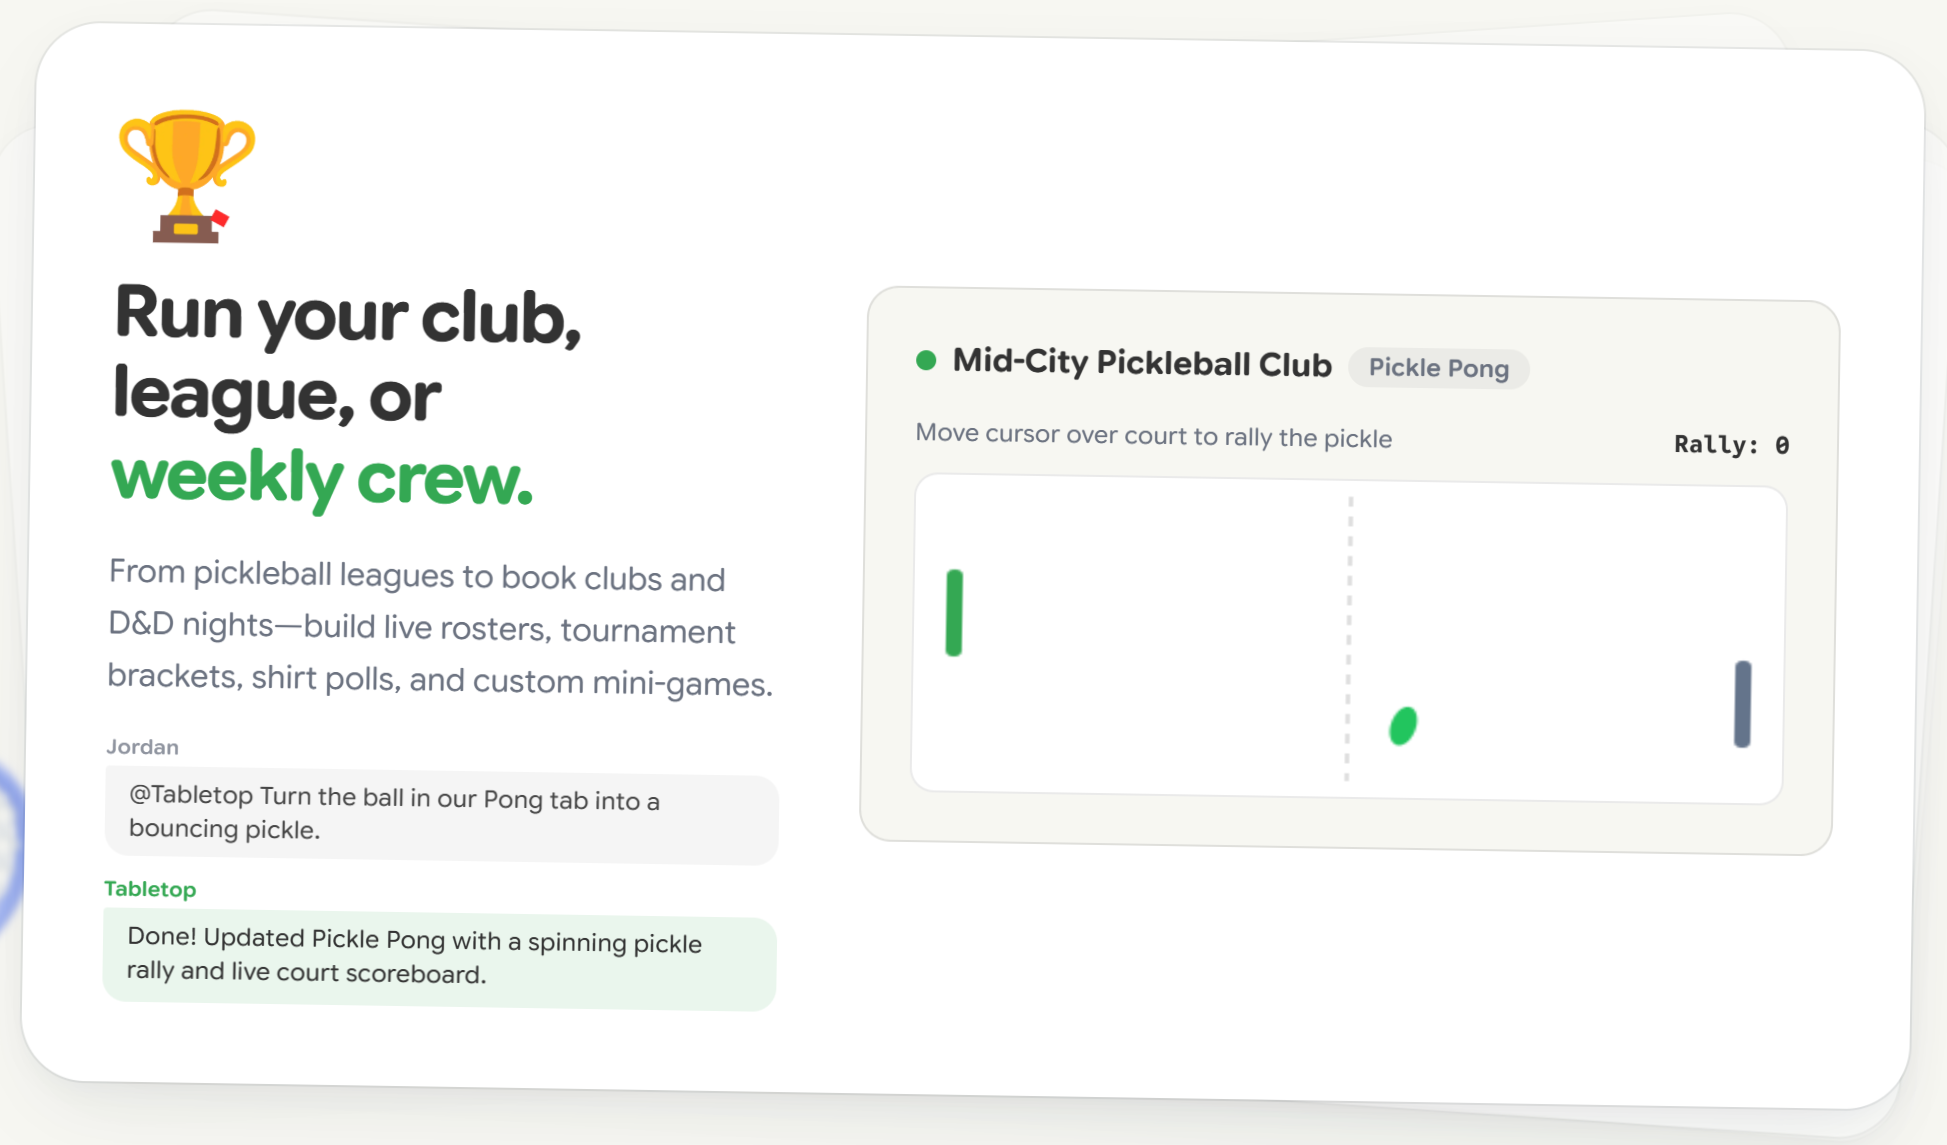 Run your club,
league, or
weekly crew.
From pickleball leagues to book clubs and
D&D nights—build live rosters, tournament
brackets, shirt polls, and custom mini-games.
Jordan
@Tabletop Turn the ball in our Pong tab into a
bouncing pickle.
Tabletop
Done! Updated Pickle Pong with a spinning pickle
rally and live court scoreboard.
Mid-City Pickleball Club
Pickle Pong
Move cursor over court to rally the pickle
Rally: 0